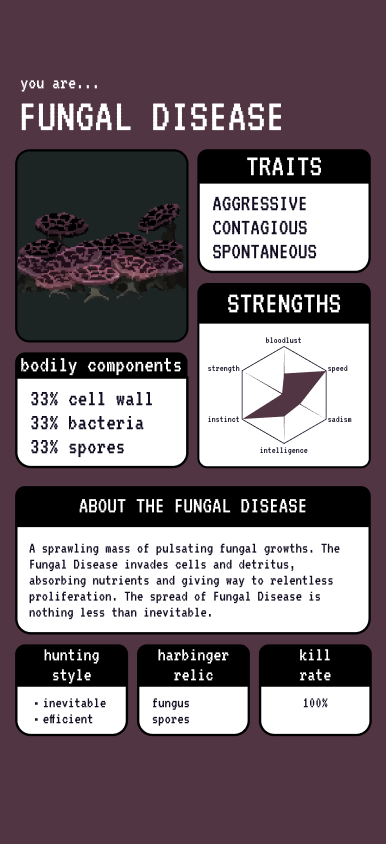 you are...
FUNGAL DISEASE
TRAITS
AGGRESSIVE
CONTAGIOUS
SPONTANEOUS
STRENGTHS
bloodlust
strength
speed
instinct
sadism
intelligence
bodily components
33% cell wall
33% bacteria
33% spores
ABOUT THE FUNGAL DISEASE
A sprawling mass of pulsating fungal growths. The
Fungal Disease invades cells and detritus,
absorbing nutrients and giving way to relentless
proliferation. The spread of Fungal Disease is
nothing less than inevitable.
hunting
style
• inevitable
• efficient
harbinger
relic
fungus
spores
kill
rate
100%